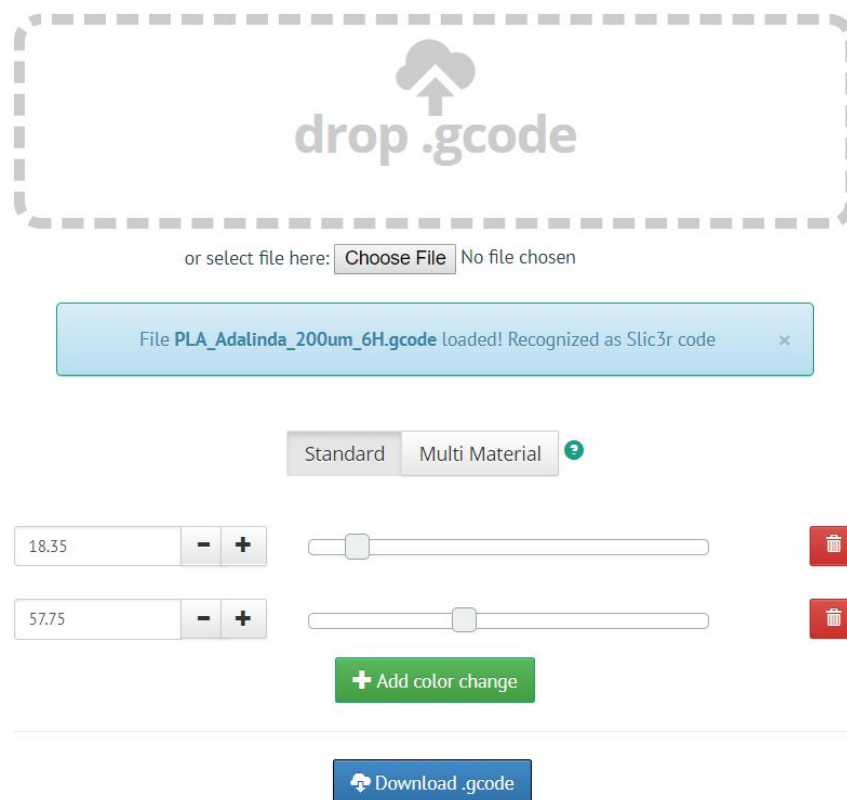 drop .gcode
or select file here: Choose File No file chosen
File PLA_Adalinda_200um_6H.gcode loaded! Recognized as Slic3r code ×
Standard Multi Material ?
18.35 - +
57.75 - +
+ Add color change
Download .gcode